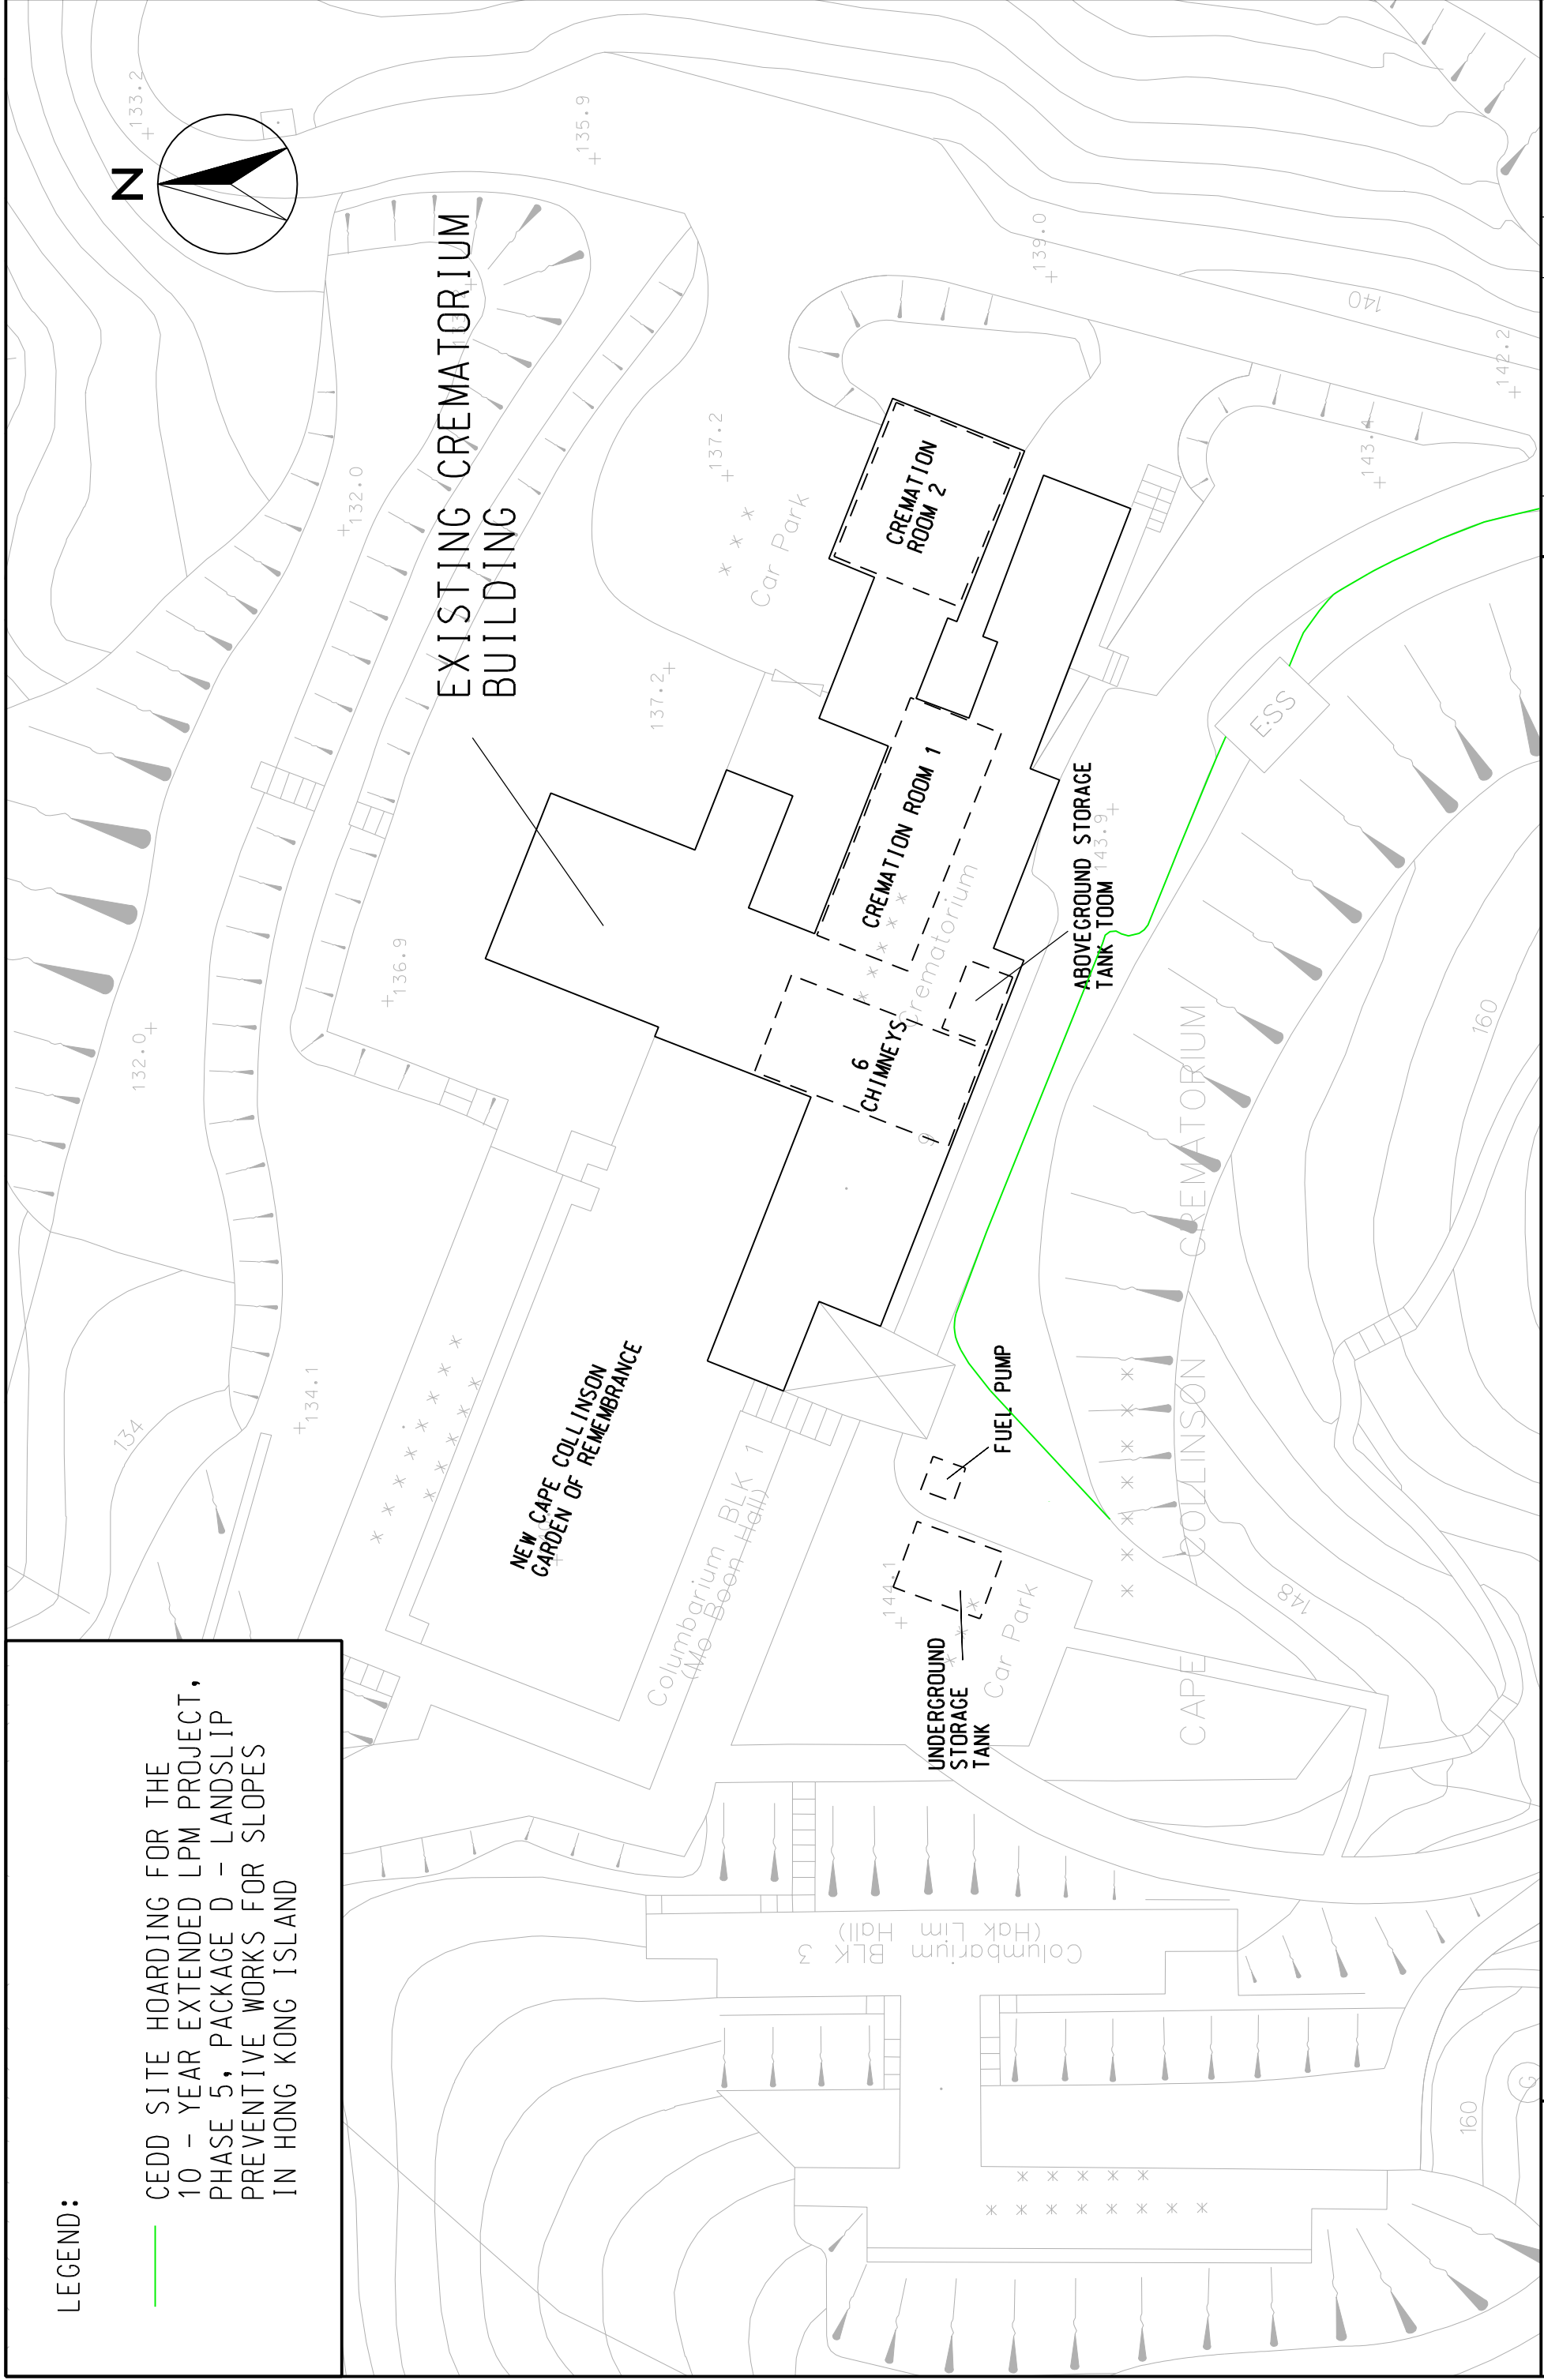 LEGEND:
CEDD SITE HOARDING FOR THE
10 - YEAR EXTENDED LPM PROJECT,
PHASE 5, PACKAGE D - LANDSLIP
PREVENTIVE WORKS FOR SLOPES
IN HONG KONG ISLAND
N
EXISTING CREMATORIUM
BUILDING
133.2
135.9
139.0
140
142.2
143.4
137.2
132.0
Car Park
137.2
CREMATION
ROOM 2
CREMATION ROOM 1
Crematorium
6
CHIMNEYS
9
ABOVEGROUND STORAGE
TANK TOOM
143.9
ESS
136.9
132.0
134
134.1
NEW CAPE COLLINSON
GARDEN OF REMEMBRANCE
Columbarium BLK 1
(Mo Boon Hall)
FUEL PUMP
144.1
Car Park
UNDERGROUND
STORAGE
TANK
CAPE COLLINSON CREMATORIUM
148
160
Columbarium BLK 3
(Hak Lim Hall)
160
G